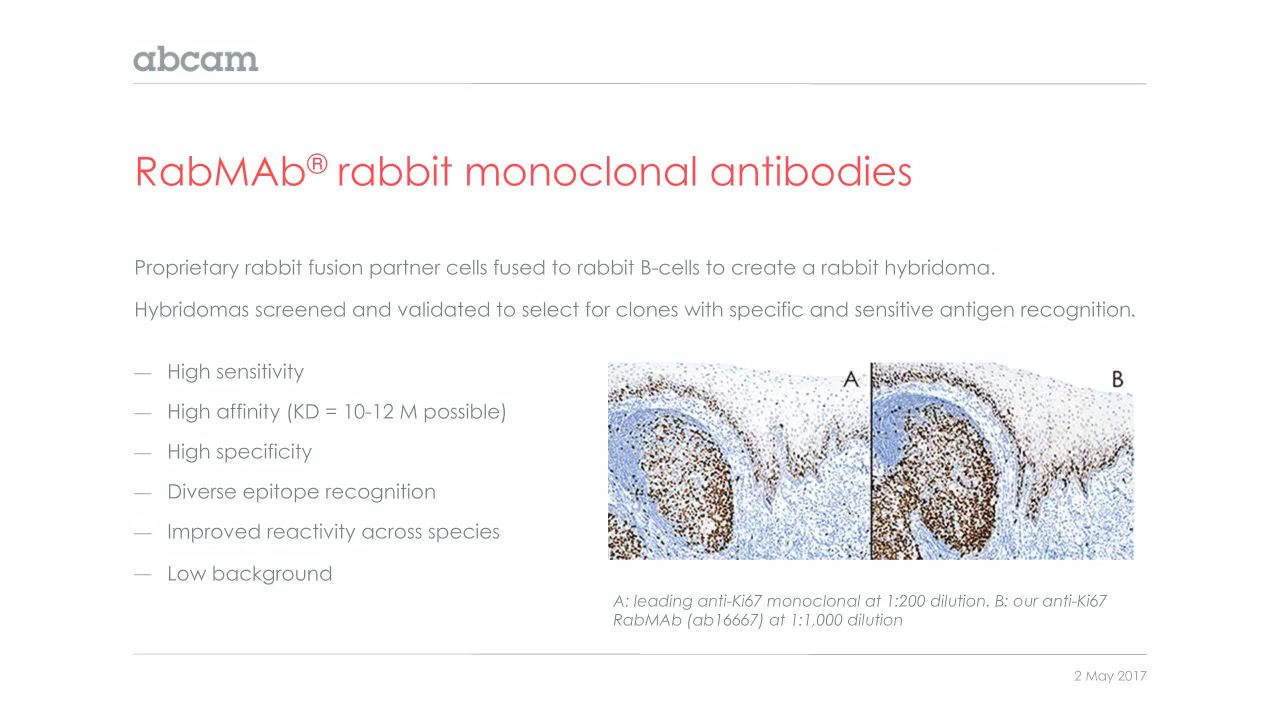 abcam
RabMAb® rabbit monoclonal antibodies
Proprietary rabbit fusion partner cells fused to rabbit B-cells to create a rabbit hybridoma.
Hybridomas screened and validated to select for clones with specific and sensitive antigen recognition.
— High sensitivity
— High affinity (KD = 10-12 M possible)
— High specificity
— Diverse epitope recognition
— Improved reactivity across species
— Low background
A B
A: leading anti-Ki67 monoclonal at 1:200 dilution. B: our anti-Ki67
RabMAb (ab16667) at 1:1,000 dilution
2 May 2017